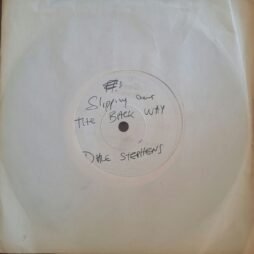 Slipping out
THE BACK WAY
DALE STEPHENS